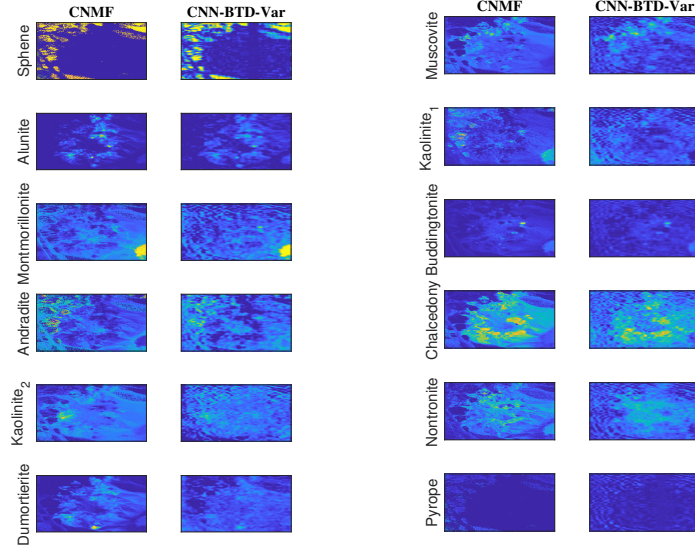 CNMF CNN-BTD-Var
Sphene
Alunite
Montmorillonite
Andradite
Kaolinite2
Dumortierite
CNMF CNN-BTD-Var
Muscovite
Kaolinite1
Buddingtonite
Chalcedony
Nontronite
Pyrope